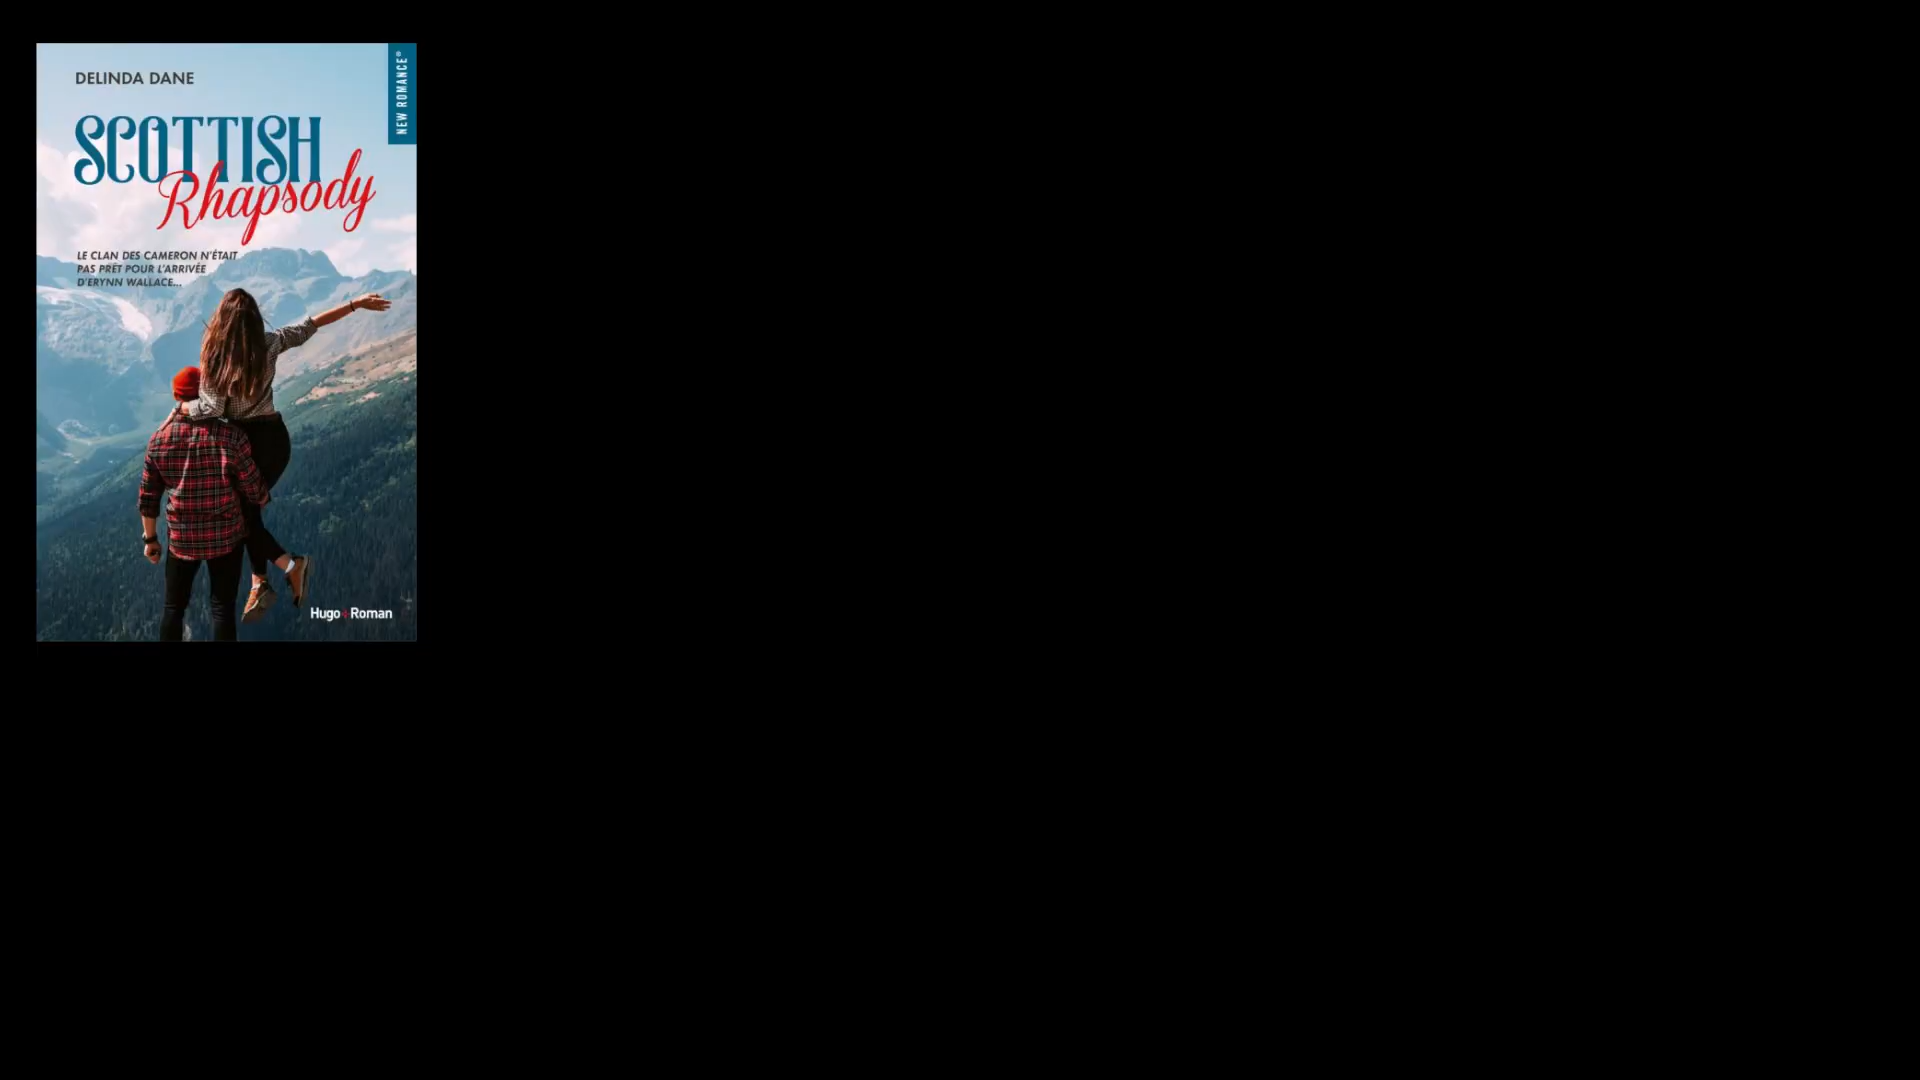 DELINDA DANE
NEW ROMANCE®
SCOTTISH
Rhapsody
LE CLAN DES CAMERON N'ÉTAIT
PAS PRÊT POUR L'ARRIVÉE
D'ERYNN WALLACE...
Hugo+Roman